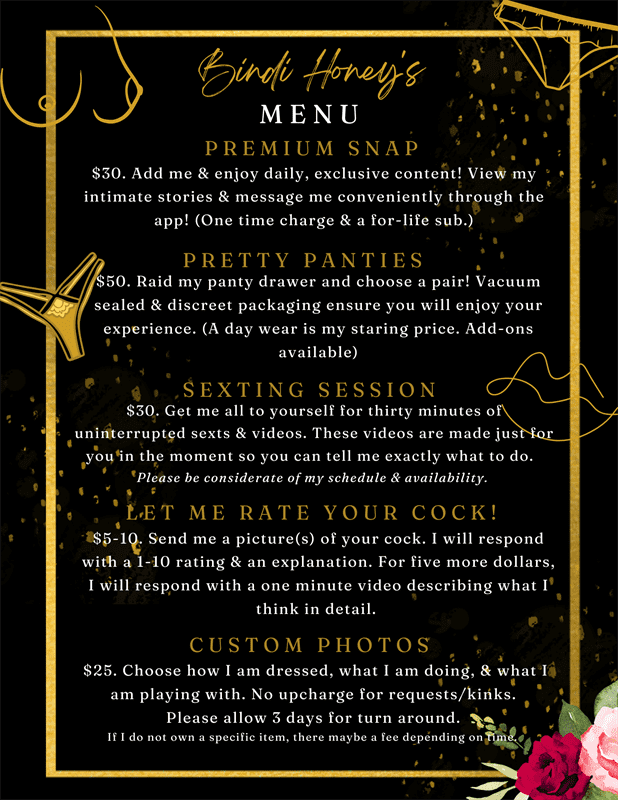 Bindi Honey's
MENU
PREMIUM SNAP
$30. Add me & enjoy daily, exclusive content! View my
intimate stories & message me conveniently through the
app! (One time charge & a for-life sub.)
PRETTY PANTIES
$50. Raid my panty drawer and choose a pair! Vacuum
sealed & discreet packaging ensure you will enjoy your
experience. (A day wear is my staring price. Add-ons
available)
SEXTING SESSION
$30. Get me all to yourself for thirty minutes of
uninterrupted sexts & videos. These videos are made just for
you in the moment so you can tell me exactly what to do.
Please be considerate of my schedule & availability.
LET ME RATE YOUR COCK!
$5-10. Send me a picture(s) of your cock. I will respond
with a 1-10 rating & an explanation. For five more dollars,
I will respond with a one minute video describing what I
think in detail.
CUSTOM PHOTOS
$25. Choose how I am dressed, what I am doing, & what I
am playing with. No upcharge for requests/kinks.
Please allow 3 days for turn around.
If I do not own a specific item, there maybe a fee depending on time.